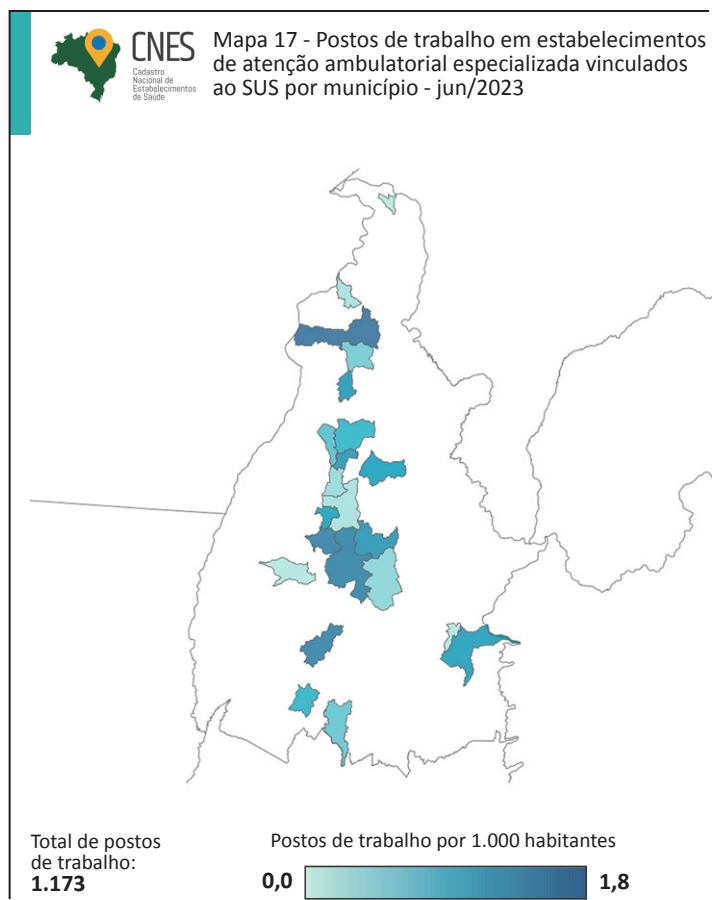 CNES
Cadastro
Nacional de
Estabelecimentos
de Saúde
Mapa 17 - Postos de trabalho em estabelecimentos
de atenção ambulatorial especializada vinculados
ao SUS por município - jun/2023
Total de postos
de trabalho:
1.173
Postos de trabalho por 1.000 habitantes
0,0
1,8